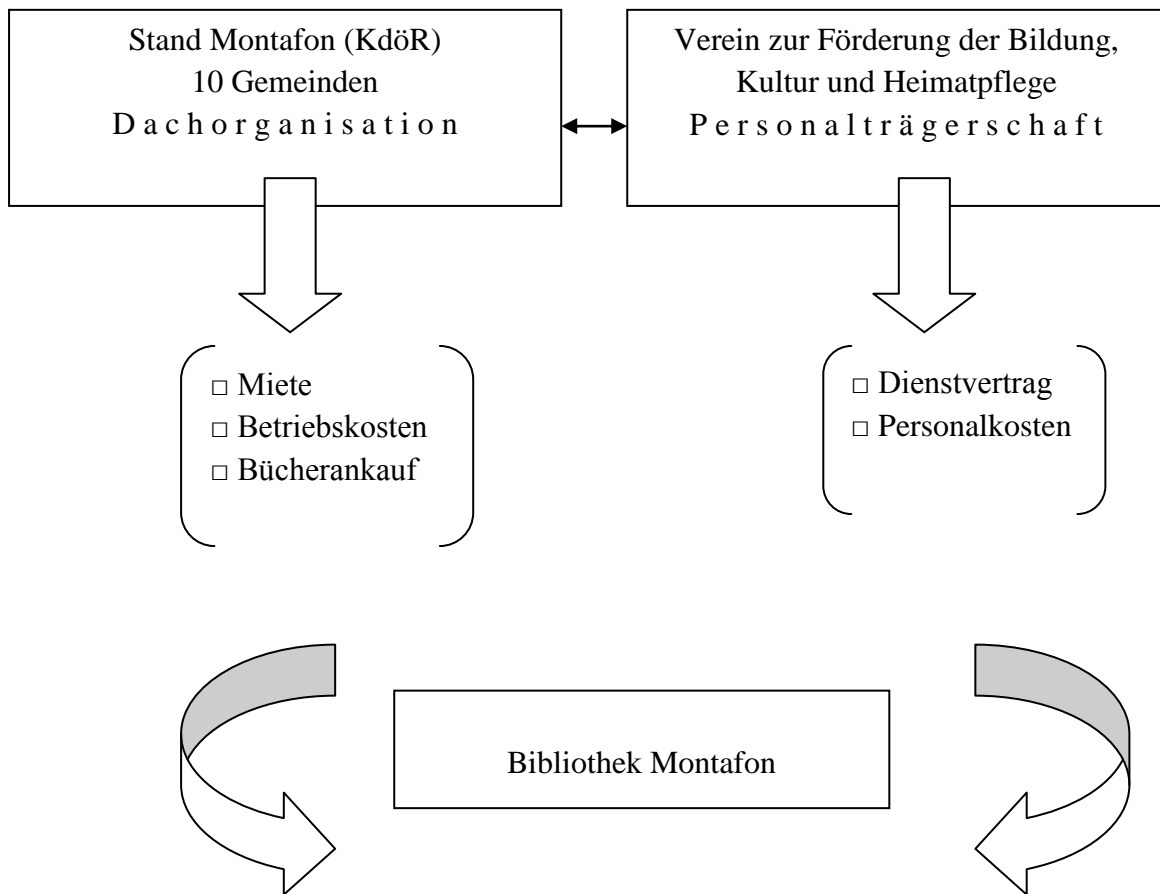 Stand Montafon (KdöR)
10 Gemeinden
D a c h o r g a n i s a t i o n
Verein zur Förderung der Bildung,
Kultur und Heimatpflege
P e r s o n a l t r ä g e r s c h a f t
□ Miete
□ Betriebskosten
□ Bücherankauf
□ Dienstvertrag
□ Personalkosten
Bibliothek Montafon